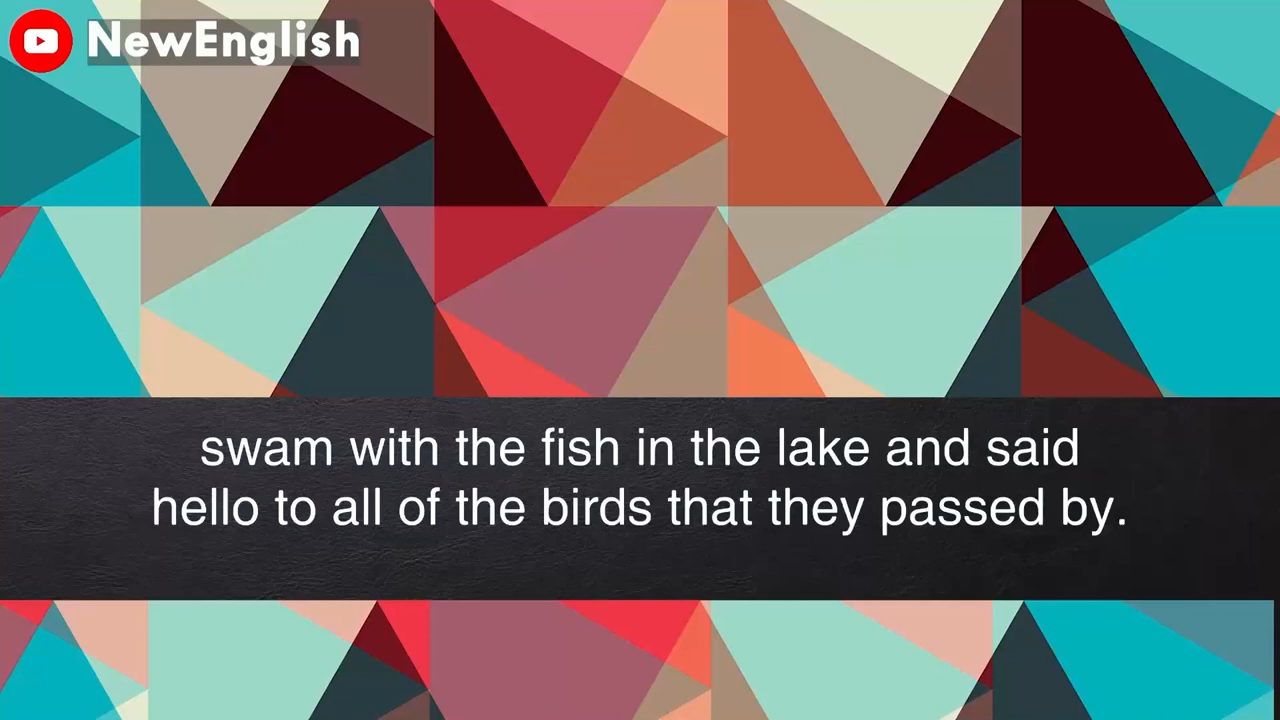 NewEnglish
swam with the fish in the lake and said
hello to all of the birds that they passed by.